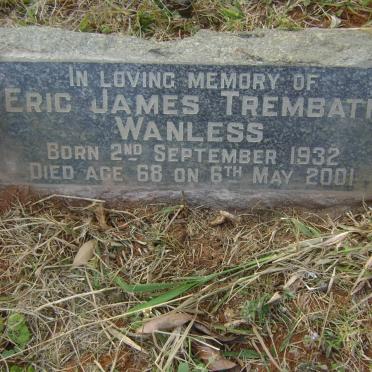 IN LOVING MEMORY OF
ERIC JAMES TREMBATH
WANLESS
BORN 2ND SEPTEMBER 1932
DIED AGE 68 ON 6TH MAY 2001